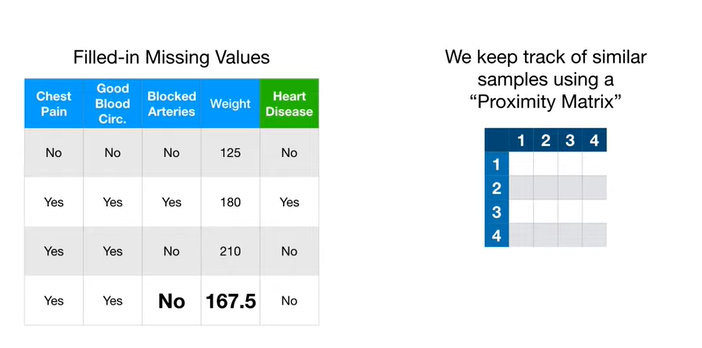 Filled-in Missing Values
Chest Pain Good Blood Circ. Blocked Arteries Weight Heart Disease
No No No 125 No
Yes Yes Yes 180 Yes
Yes Yes No 210 No
Yes Yes No 167.5 No
We keep track of similar
samples using a
“Proximity Matrix”
1 2 3 4
1
2
3
4